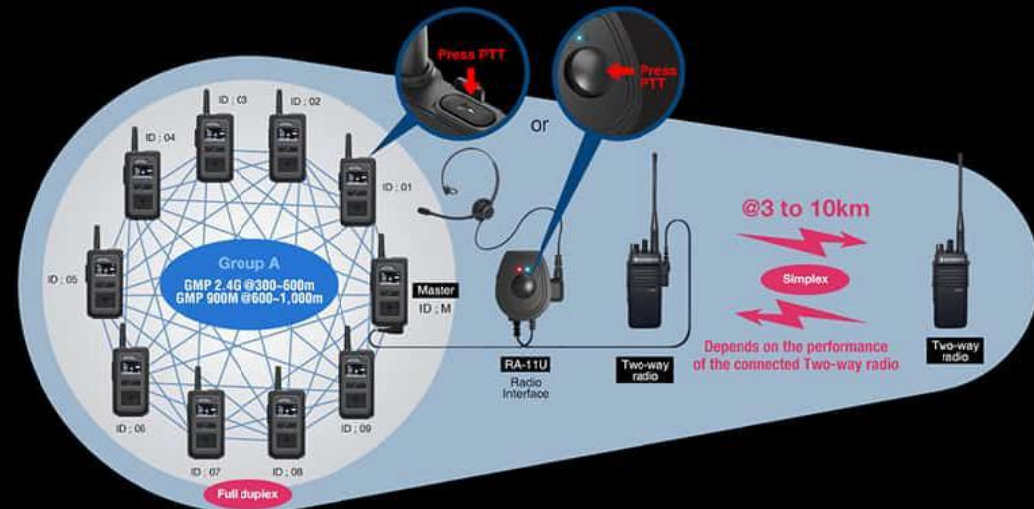 Press PTT
Press
PTT
or
ID ; 03
ID ; 02
ID ; 04
ID ; 01
ID ; 05
Group A
GMP 2.4G @300~600m
GMP 900M @600~1,000m
Master
ID ; M
ID ; 06
ID ; 07
ID ; 08
ID ; 09
Full duplex
RA-11U
Radio
Interface
Two-way
radio
@3 to 10km
Simplex
Depends on the performance
of the connected Two-way radio
Two-way
radio